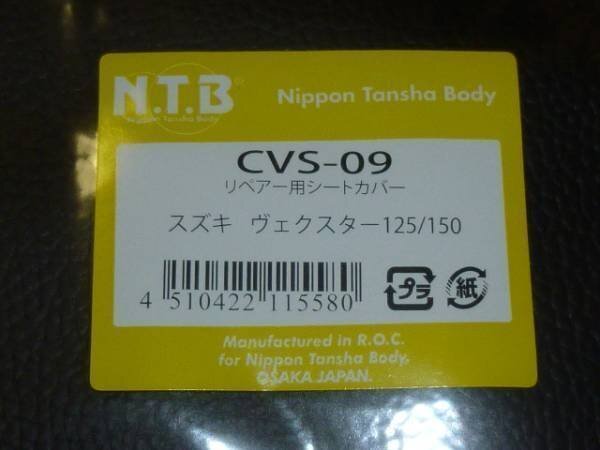 N.T.B®
Nippon Tansha Body
Nippon Tansha Body
CVS-09
リペアー用シートカバー
スズキ ヴェクスター125/150
4 510422 115580
プラ
紙
Manufactured in R.O.C.
for Nippon Tansha Body.
OSAKA JAPAN.